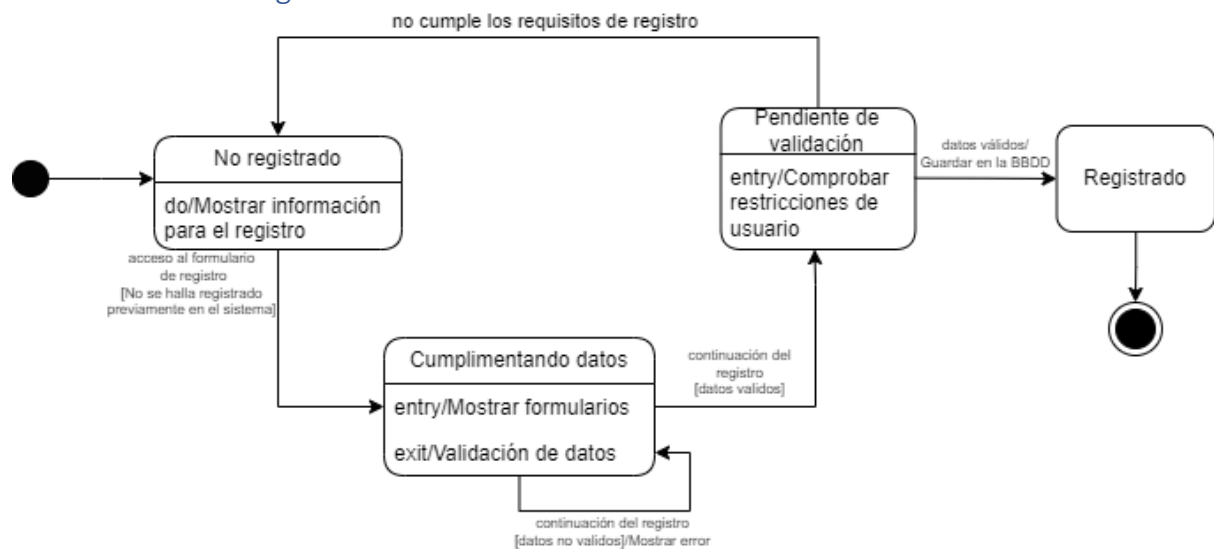 no cumple los requisitos de registro
No registrado
do/Mostrar información
para el registro
acceso al formulario
de registro
[No se halla registrado
previamente en el sistema]
Cumplimentando datos
entry/Mostrar formularios
exit/Validación de datos
continuación del registro
[datos no validos]/Mostrar error
continuación del
registro
[datos validos]
Pendiente de
validación
entry/Comprobar
restricciones de
usuario
datos válidos/
Guardar en la BBDD
Registrado